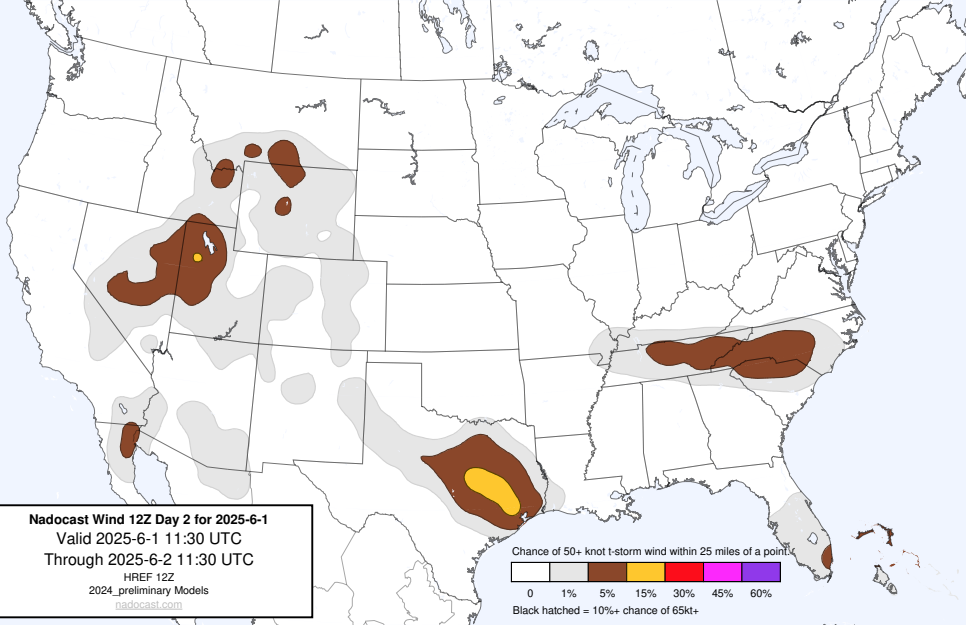 Nadocast Wind 12Z Day 2 for 2025-6-1
Valid 2025-6-1 11:30 UTC
Through 2025-6-2 11:30 UTC
HREF 12Z
2024_preliminary Models
nadocast.com
Chance of 50+ knot t-storm wind within 25 miles of a point.
0 1% 5% 15% 30% 45% 60%
Black hatched = 10%+ chance of 65kt+